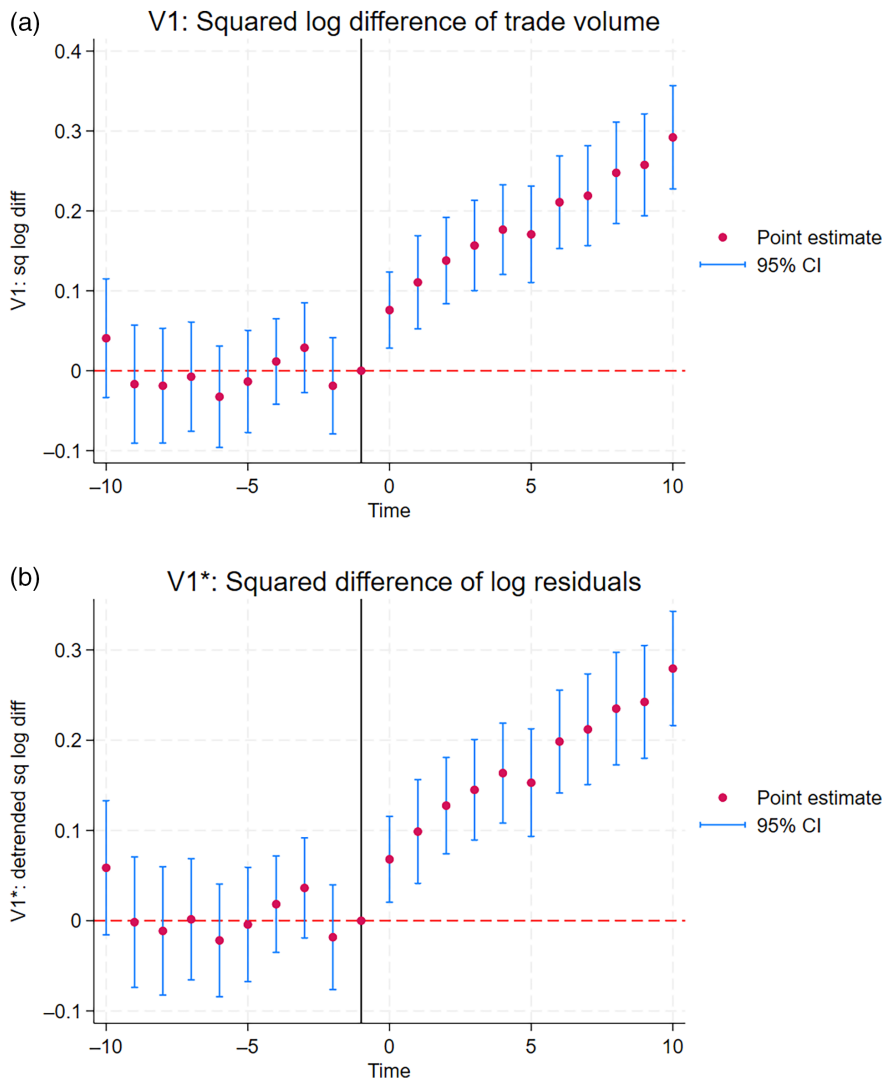 (a)
V1: Squared log difference of trade volume
V1: sq log diff
0.4
0.3
0.2
0.1
0
–0.1
–10
–5
0
5
10
Time
Point estimate
95% CI
(b)
V1*: Squared difference of log residuals
V1*: detrended sq log diff
0.3
0.2
0.1
0
–0.1
–10
–5
0
5
10
Time
Point estimate
95% CI